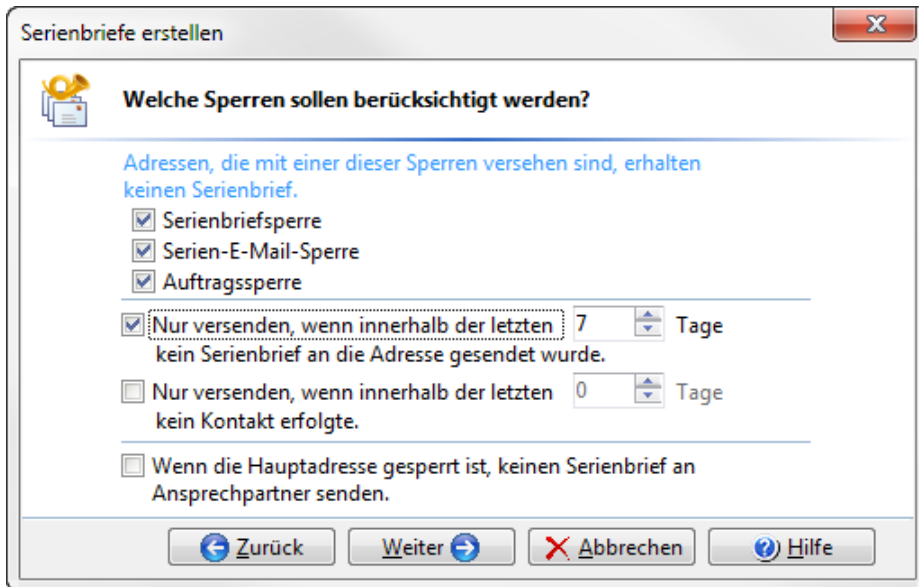 Serienbriefe erstellen
Welche Sperren sollen berücksichtigt werden?
Adressen, die mit einer dieser Sperren versehen sind, erhalten
keinen Serienbrief.
Serienbriefsperre
Serien-E-Mail-Sperre
Auftragssperre
Nur versenden, wenn innerhalb der letzten 7 Tage
kein Serienbrief an die Adresse gesendet wurde.
Nur versenden, wenn innerhalb der letzten 0 Tage
kein Kontakt erfolgte.
Wenn die Hauptadresse gesperrt ist, keinen Serienbrief an
Ansprechpartner senden.
Zurück Weiter Abbrechen Hilfe